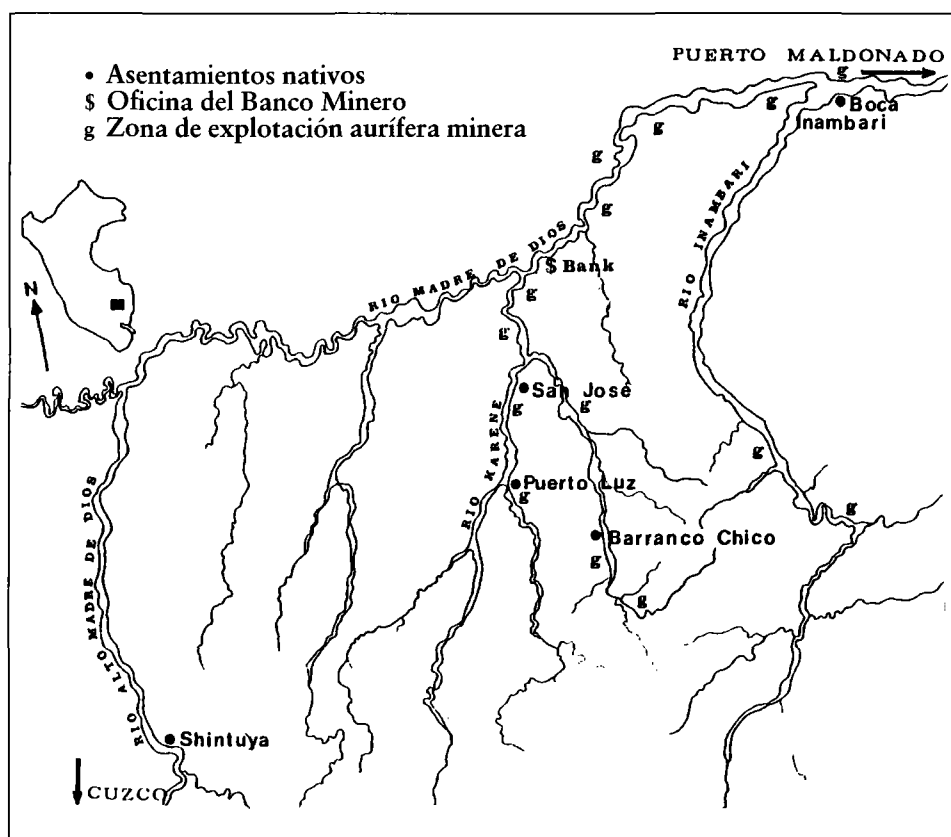 PUERTO MALDONADO
• Asentamientos nativos
$ Oficina del Banco Minero
g Zona de explotación aurífera minera
g
g
g
Boca
Inambari
g
g
N
RIO MADRE DE DIOS
RIO INAMBARI
$ Bank
g
g
San José
g
g
RIO KARENE
g
Puerto Luz
g
g
Barranco Chico
g
g
RIO ALTO MADRE DE DIOS
Shintuya
CUZCO